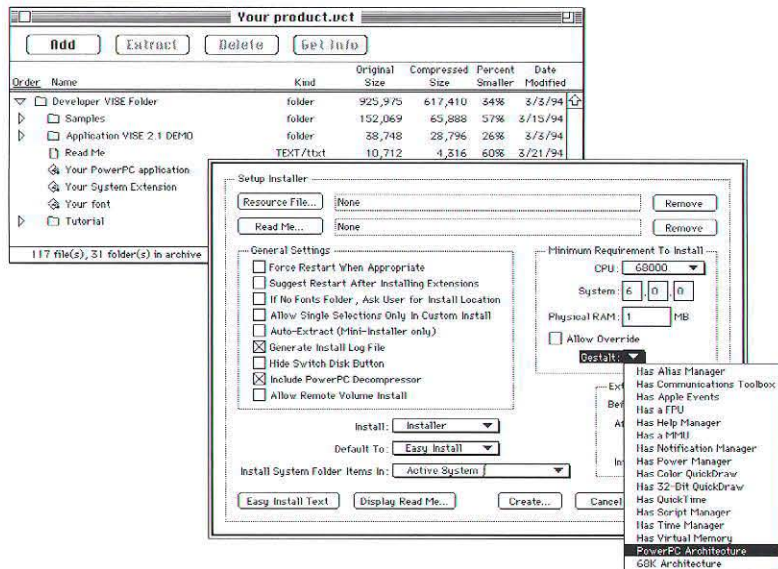 Your product.vct
Add Extract Delete Get Info
Order Name Kind Original Size Compressed Size Percent Smaller Date Modified
Developer VISE Folder folder 925,975 617,410 34% 3/3/94
Samples folder 152,069 65,888 57% 3/15/94
Application VISE 2.1 DEMO folder 38,748 28,796 26% 3/3/94
Read Me TEXT/ttxt 10,712 4,316 60% 3/21/94
Your PowerPC application
Your System Extension
Your font
Tutorial
117 file(s), 31 folder(s) in archive
Setup Installer
Resource File... None Remove
Read Me... None Remove
General Settings
Force Restart When Appropriate
Suggest Restart After Installing Extensions
If No Fonts Folder, Ask User for Install Location
Allow Single Selections Only In Custom Install
Auto-Extract (Mini-Installer only)
Generate Install Log File
Hide Switch Disk Button
Include PowerPC Decompressor
Allow Remote Volume Install
Minimum Requirement To Install
CPU: 68000
System: 6.0.0
Physical RAM: 1 MB
Allow Override
Gestalt:
Install: Installer
Default To: Easy Install
Install System Folder Items In: Active System
Easy Install Text Display Read Me... Create... Cancel
Has Alias Manager
Has Communications Toolbox
Has Apple Events
Has a FPU
Has Help Manager
Has a MMU
Has Notification Manager
Has Power Manager
Has Color QuickDraw
Has 32-Bit QuickDraw
Has QuickTime
Has Script Manager
Has Time Manager
Has Virtual Memory
PowerPC Architecture
68K Architecture